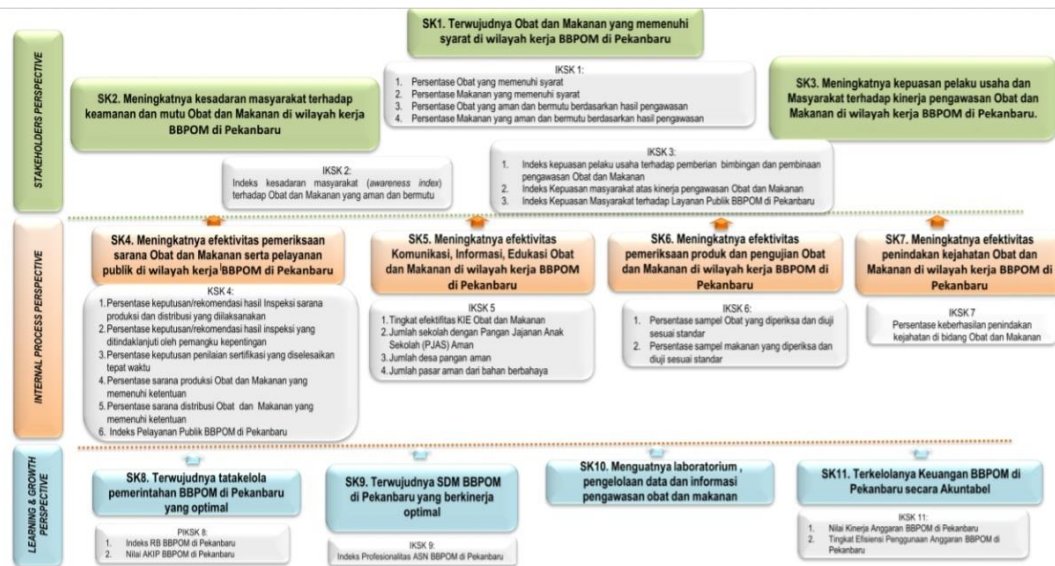 STAKEHOLDERS PERSPECTIVE
SK1. Terwujudnya Obat dan Makanan yang memenuhi
syarat di wilayah kerja BBPOM di Pekanbaru
IKSK 1:
1. Persentase Obat yang memenuhi syarat
2. Persentase Makanan yang memenuhi syarat
3. Persentase Obat yang aman dan bermutu berdasarkan hasil pengawasan
4. Persentase Makanan yang aman dan bermutu berdasarkan hasil pengawasan
SK2. Meningkatnya kesadaran masyarakat terhadap
keamanan dan mutu Obat dan Makanan di wilayah kerja
BBPOM di Pekanbaru
IKSK 2:
Indeks kesadaran masyarakat (awareness index)
terhadap Obat dan Makanan yang aman dan bermutu
SK3. Meningkatnya kepuasan pelaku usaha dan
Masyarakat terhadap kinerja pengawasan Obat dan
Makanan di wilayah kerja BBPOM di Pekanbaru.
IKSK 3:
1. Indeks kepuasan pelaku usaha terhadap pemberian bimbingan dan pembinaan
pengawasan Obat dan Makanan
2. Indeks Kepuasan masyarakat atas kinerja pengawasan Obat dan Makanan
3. Indeks Kepuasan Masyarakat terhadap Layanan Publik BBPOM di Pekanbaru
INTERNAL PROCESS PERSPECTIVE
SK4. Meningkatnya efektivitas pemeriksaan
sarana Obat dan Makanan serta pelayanan
publik di wilayah kerja BBPOM di Pekanbaru
KSK 4:
1.Persentase keputusan/rekomendasi hasil Inspeksi sarana
produksi dan distribusi yang diilaksanakan
2.Persentase keputusan/rekomendasi hasil inspeksi yang
ditindaklanjuti oleh pemangku kepentingan
3.Persentase keputusan penilaian sertifikasi yang diselesaikan
tepat waktu
4. Persentase sarana produksi Obat dan Makanan yang
memenuhi ketentuan
5.Persentase sarana distribusi Obat dan Makanan yang
memenuhi ketentuan
6. Indeks Pelayanan Publik BBPOM di Pekanbaru
SK5. Meningkatnya efektivitas
Komunikasi, Informasi, Edukasi Obat
dan Makanan di wilayah kerja BBPOM
di Pekanbaru
IKSK 5
1.Tingkat efektifitas KIE Obat dan Makanan
2. Jumlah sekolah dengan Pangan Jajanan Anak
Sekolah (PJAS) Aman
3. Jumlah desa pangan aman
4. Jumlah pasar aman dari bahan berbahaya
SK6. Meningkatnya efektivitas
pemeriksaan produk dan pengujian Obat
dan Makanan di wilayah kerja BBPOM di
Pekanbaru
IKSK 6:
1. Persentase sampel Obat yang diperiksa dan diuji
sesuai standar
2. Persentase sampel makanan yang diperiksa dan
diuji sesuai standar
SK7. Meningkatnya efektivitas
penindakan kejahatan Obat dan
Makanan di wilayah kerja BBPOM di
Pekanbaru
IKSK 7
Persentase keberhasilan penindakan
kejahatan di bidang Obat dan Makanan
LEARNING & GROWTH
PERSPECTIVE
SK8. Terwujudnya tatakelola
pemerintahan BBPOM di Pekanbaru
yang optimal
PIKSK 8:
1. Indeks RB BBPOM di Pekanbaru
2. Nilai AKIP BBPOM di Pekanbaru
SK9. Terwujudnya SDM BBPOM
di Pekanbaru yang berkinerja
optimal
IKSK 9:
Indeks Profesionalitas ASN BBPOM di Pekanbaru
SK10. Menguatnya laboratorium ,
pengelolaan data dan informasi
pengawasan obat dan makanan
SK11. Terkelolanya Keuangan BBPOM di
Pekanbaru secara Akuntabel
IKSK 11:
1. Nilai Kinerja Anggaran BBPOM di Pekanbaru
2. Tingkat Efisiensi Penggunaan Anggaran BBPOM di
Pekanbaru